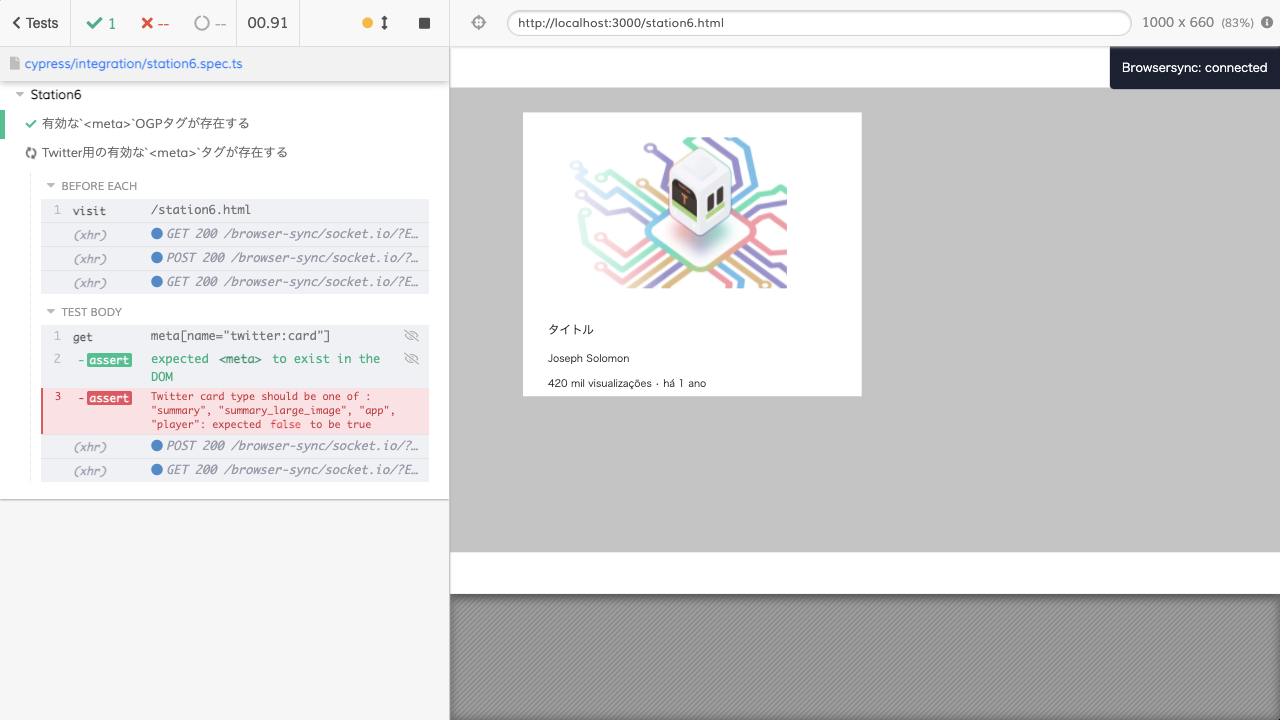 Tests
1
--
--
00.91
http://localhost:3000/station6.html
1000 x 660 (83%)
cypress/integration/station6.spec.ts
Browsersync: connected
Station6
有効な`<meta>`OGPタグが存在する
Twitter用の有効な`<meta>`タグが存在する
BEFORE EACH
1 visit /station6.html
(xhr) GET 200 /browser-sync/socket.io/?E…
(xhr) POST 200 /browser-sync/socket.io/?…
(xhr) GET 200 /browser-sync/socket.io/?E…
TEST BODY
1 get meta[name="twitter:card"]
2 -assert expected <meta> to exist in the
DOM
3 -assert Twitter card type should be one of :
"summary", "summary_large_image", "app",
"player": expected false to be true
(xhr) POST 200 /browser-sync/socket.io/?…
(xhr) GET 200 /browser-sync/socket.io/?E…
タイトル
Joseph Solomon
420 mil visualizações・há 1 ano